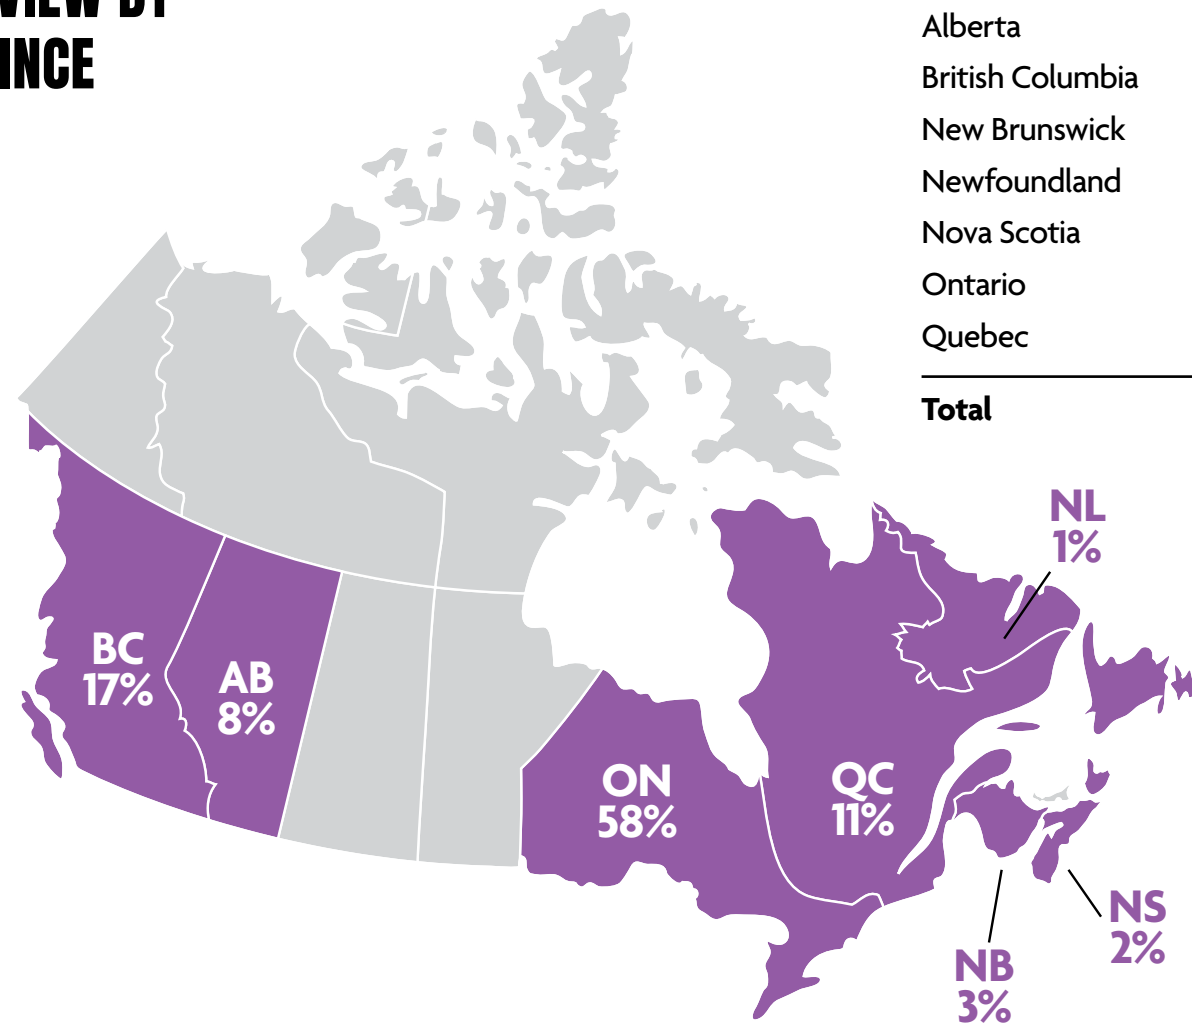 INCE
Alberta
British Columbia
New Brunswick
Newfoundland
Nova Scotia
Ontario
Quebec
Total
NL
1%
BC
17%
AB
8%
ON
58%
QC
11%
NS
2%
NB
3%